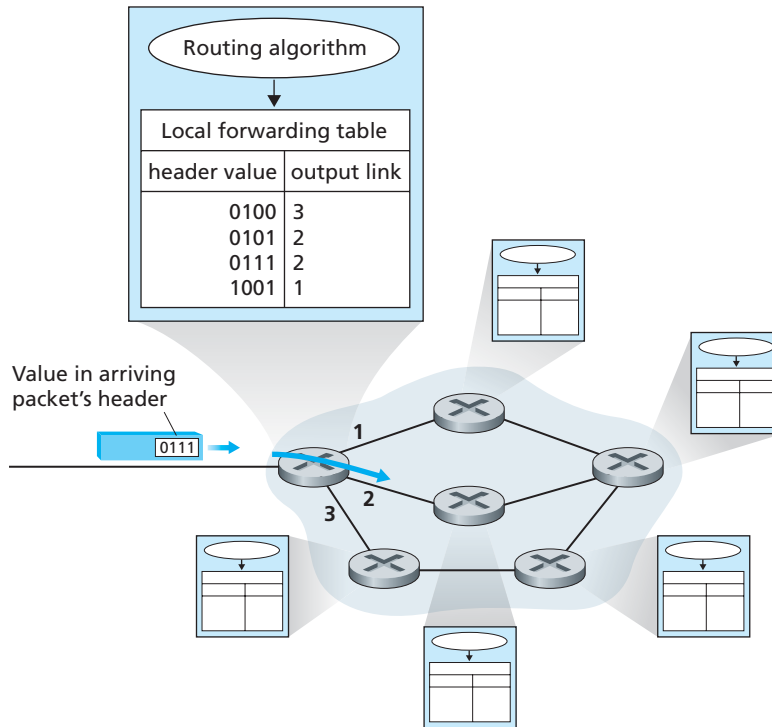 Routing algorithm
Local forwarding table
header value output link
0100 3
0101 2
0111 2
1001 1
Value in arriving
packet's header
0111
1
2
3